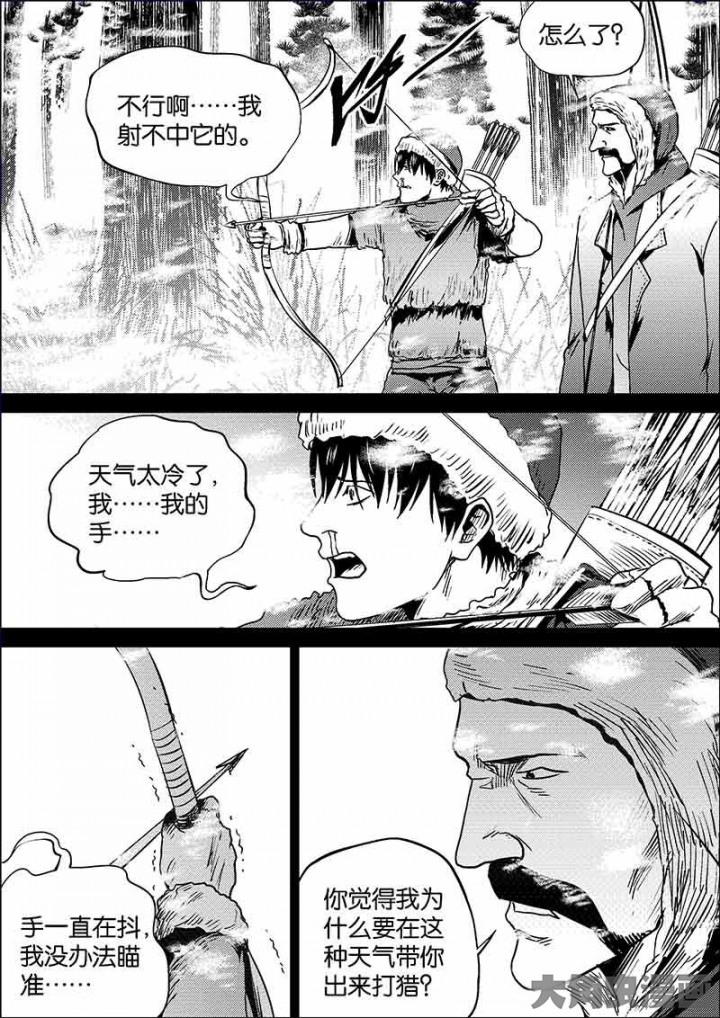 怎么了?
不行啊……我
射不中它的。
天气太冷了,
我……我的
手……
手一直在抖,
我没办法瞄
准……
你觉得我为
什么要在这
种天气带你
出来打猎?